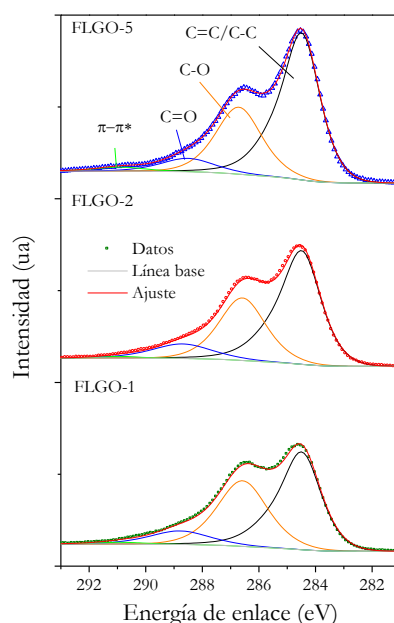 FLGO-5
C=C/C-C
C-O
C=O
π−π*
FLGO-2
Datos
Línea base
Ajuste
FLGO-1
Intensidad (ua)
292 290 288 286 284 282
Energía de enlace (eV)